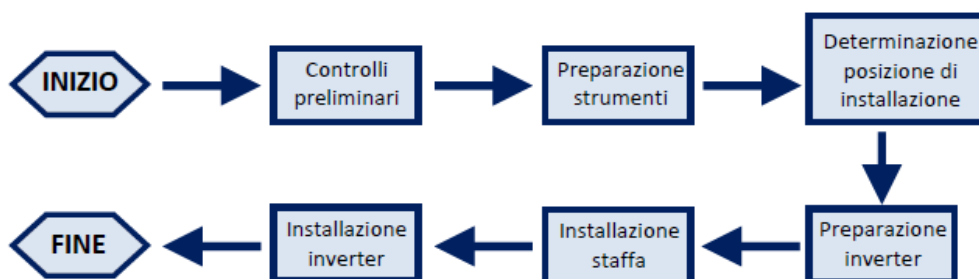 INIZIO
Controlli
preliminari
Preparazione
strumenti
Determinazione
posizione di
installazione
Preparazione
inverter
Installazione
staffa
Installazione
inverter
FINE